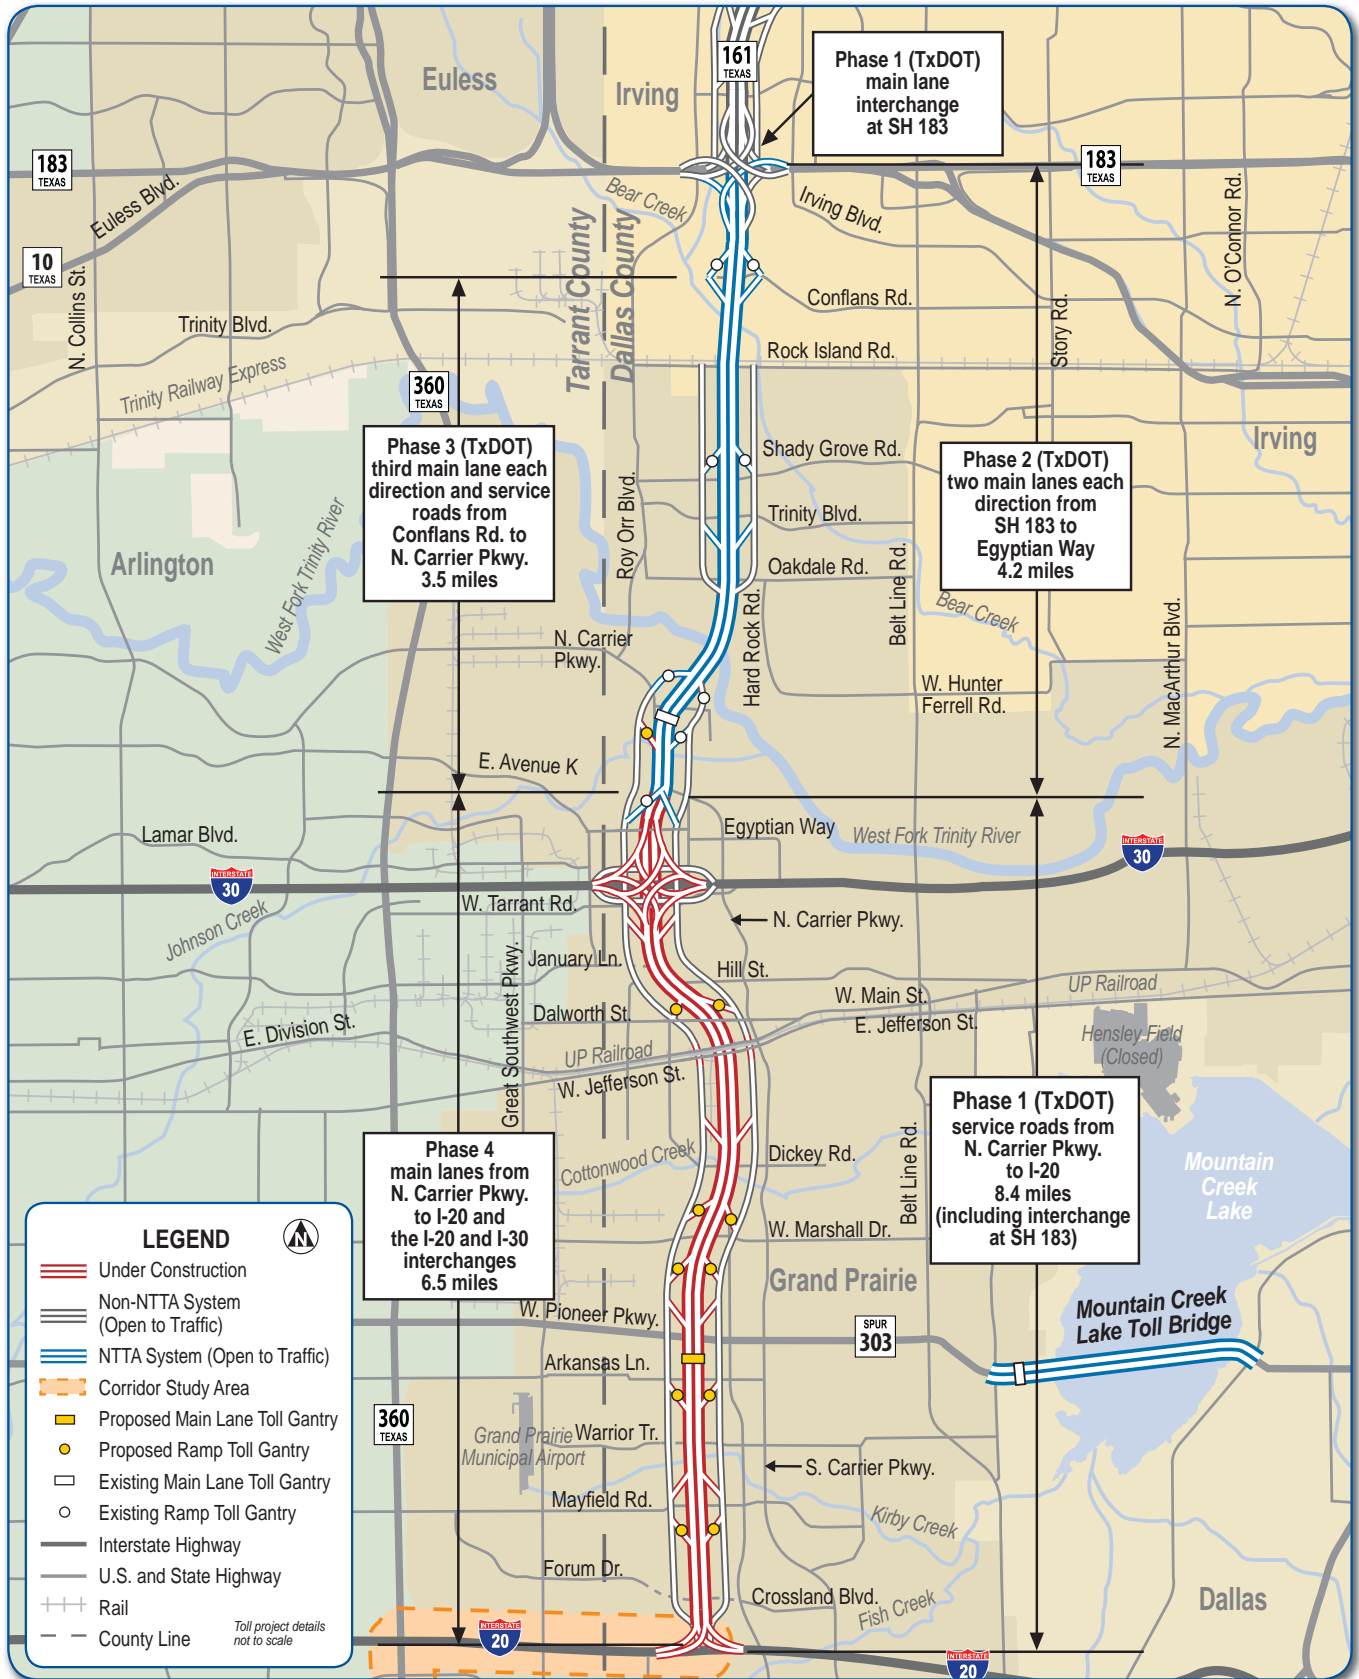 161
TEXAS
Phase 1 (TxDOT)
main lane
interchange
at SH 183
Euless
Irving
183
TEXAS
183
TEXAS
Euless Blvd.
Bear Creek
Irving Blvd.
N. O'Connor Rd.
10
TEXAS
N. Collins St.
Tarrant County
Dallas County
Conflans Rd.
Story Rd.
Trinity Blvd.
Rock Island Rd.
Trinity Railway Express
360
TEXAS
Phase 3 (TxDOT)
third main lane each
direction and service
roads from
Conflans Rd. to
N. Carrier Pkwy.
3.5 miles
Shady Grove Rd.
Irving
Phase 2 (TxDOT)
two main lanes each
direction from
SH 183 to
Egyptian Way
4.2 miles
Roy Orr Blvd.
Trinity Blvd.
West Fork Trinity River
Arlington
Oakdale Rd.
Belt Line Rd.
Bear Creek
Hard Rock Rd.
N. MacArthur Blvd.
N. Carrier
Pkwy.
W. Hunter
Ferrell Rd.
E. Avenue K
Lamar Blvd.
Egyptian Way
West Fork Trinity River
INTERSTATE
30
INTERSTATE
30
W. Tarrant Rd.
N. Carrier Pkwy.
Johnson Creek
January Ln.
Hill St.
Great Southwest Pkwy.
UP Railroad
W. Main St.
Dalworth St.
E. Jefferson St.
E. Division St.
Hensley Field
(Closed)
UP Railroad
W. Jefferson St.
Phase 1 (TxDOT)
service roads from
N. Carrier Pkwy.
to I-20
8.4 miles
(including interchange
at SH 183)
Phase 4
main lanes from
N. Carrier Pkwy.
to I-20 and
the I-20 and I-30
interchanges
6.5 miles
Cottonwood Creek
Dickey Rd.
Belt Line Rd.
Mountain
Creek
Lake
W. Marshall Dr.
Grand Prairie
Mountain Creek
Lake Toll Bridge
W. Pioneer Pkwy.
SPUR
303
Arkansas Ln.
360
TEXAS
Grand Prairie
Municipal Airport
Warrior Tr.
S. Carrier Pkwy.
Mayfield Rd.
Kirby Creek
Forum Dr.
Crossland Blvd.
Fish Creek
Dallas
INTERSTATE
20
INTERSTATE
20
LEGEND
N
Under Construction
Non-NTTA System
(Open to Traffic)
NTTA System (Open to Traffic)
Corridor Study Area
Proposed Main Lane Toll Gantry
Proposed Ramp Toll Gantry
Existing Main Lane Toll Gantry
Existing Ramp Toll Gantry
Interstate Highway
U.S. and State Highway
Rail
County Line
Toll project details
not to scale